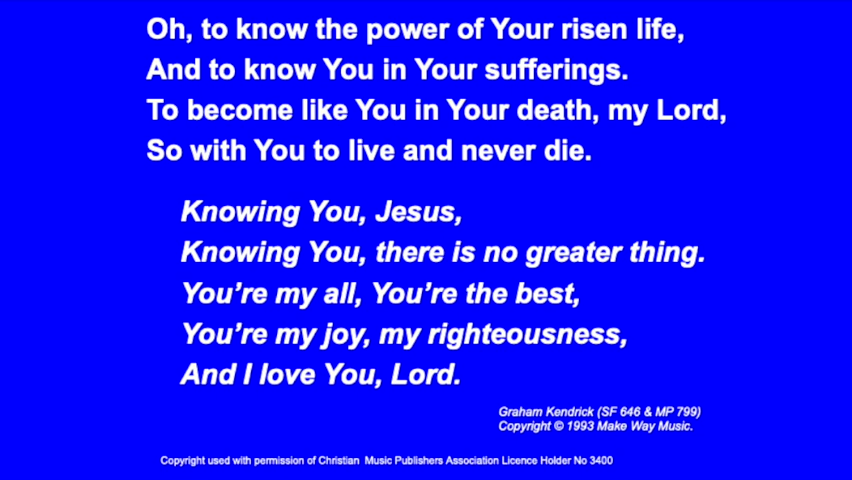 Oh, to know the power of Your risen life,
And to know You in Your sufferings.
To become like You in Your death, my Lord,
So with You to live and never die.
Knowing You, Jesus,
Knowing You, there is no greater thing.
You’re my all, You’re the best,
You’re my joy, my righteousness,
And I love You, Lord.
Graham Kendrick (SF 646 & MP 799)
Copyright © 1993 Make Way Music.
Copyright used with permission of Christian Music Publishers Association Licence Holder No 3400